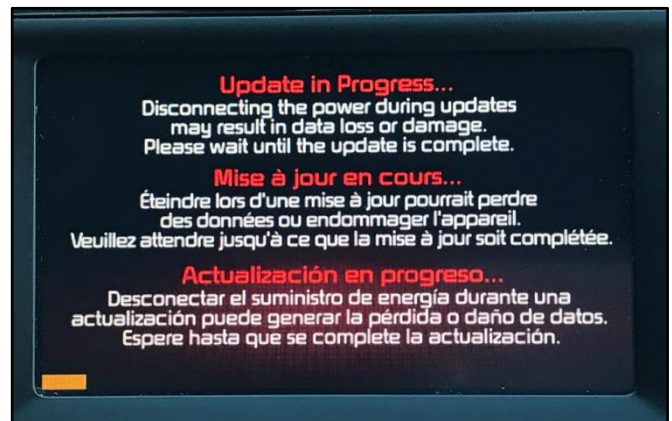 Update in Progress...
Disconnecting the power during updates
may result in data loss or damage.
Please wait until the update is complete.
Mise à jour en cours...
Éteindre lors d'une mise à jour pourrait perdre
des données ou endommager l'appareil.
Veuillez attendre jusqu'à ce que la mise à jour soit complétée.
Actualización en progreso...
Desconectar el suministro de energía durante una
actualización puede generar la pérdida o daño de datos.
Espere hasta que se complete la actualización.